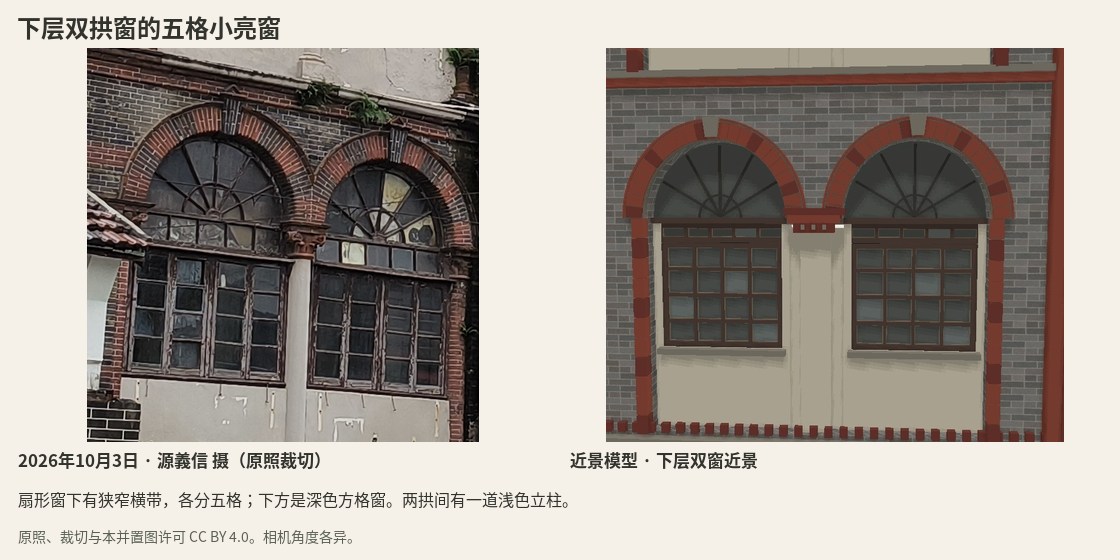 下层双拱窗的五格小亮窗
2026年10月3日 · 源義信 摄（原照裁切）
近景模型 · 下层双窗近景
扇形窗下有狭窄横带，各分五格；下方是深色方格窗。两拱间有一道浅色立柱。
原照、裁切与本并置图许可 CC BY 4.0。相机角度各异。